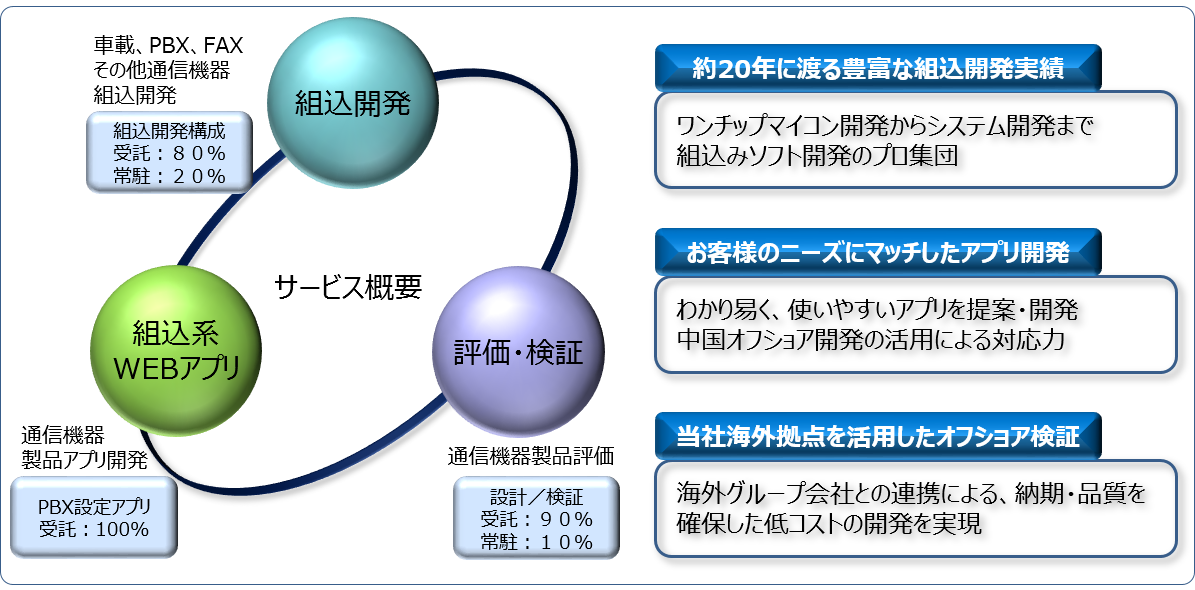 車載、PBX、FAX
その他通信機器
組込開発
組込開発構成
受託：８０％
常駐：２０％
組込開発
サービス概要
組込系
WEBアプリ
評価・検証
通信機器
製品アプリ開発
PBX設定アプリ
受託：100%
通信機器製品評価
設計／検証
受託：９０％
常駐：１０％
約20年に渡る豊富な組込開発実績
ワンチップマイコン開発からシステム開発まで
組込みソフト開発のプロ集団
お客様のニーズにマッチしたアプリ開発
わかり易く、使いやすいアプリを提案・開発
中国オフショア開発の活用による対応力
当社海外拠点を活用したオフショア検証
海外グループ会社との連携による、納期・品質を
確保した低コストの開発を実現